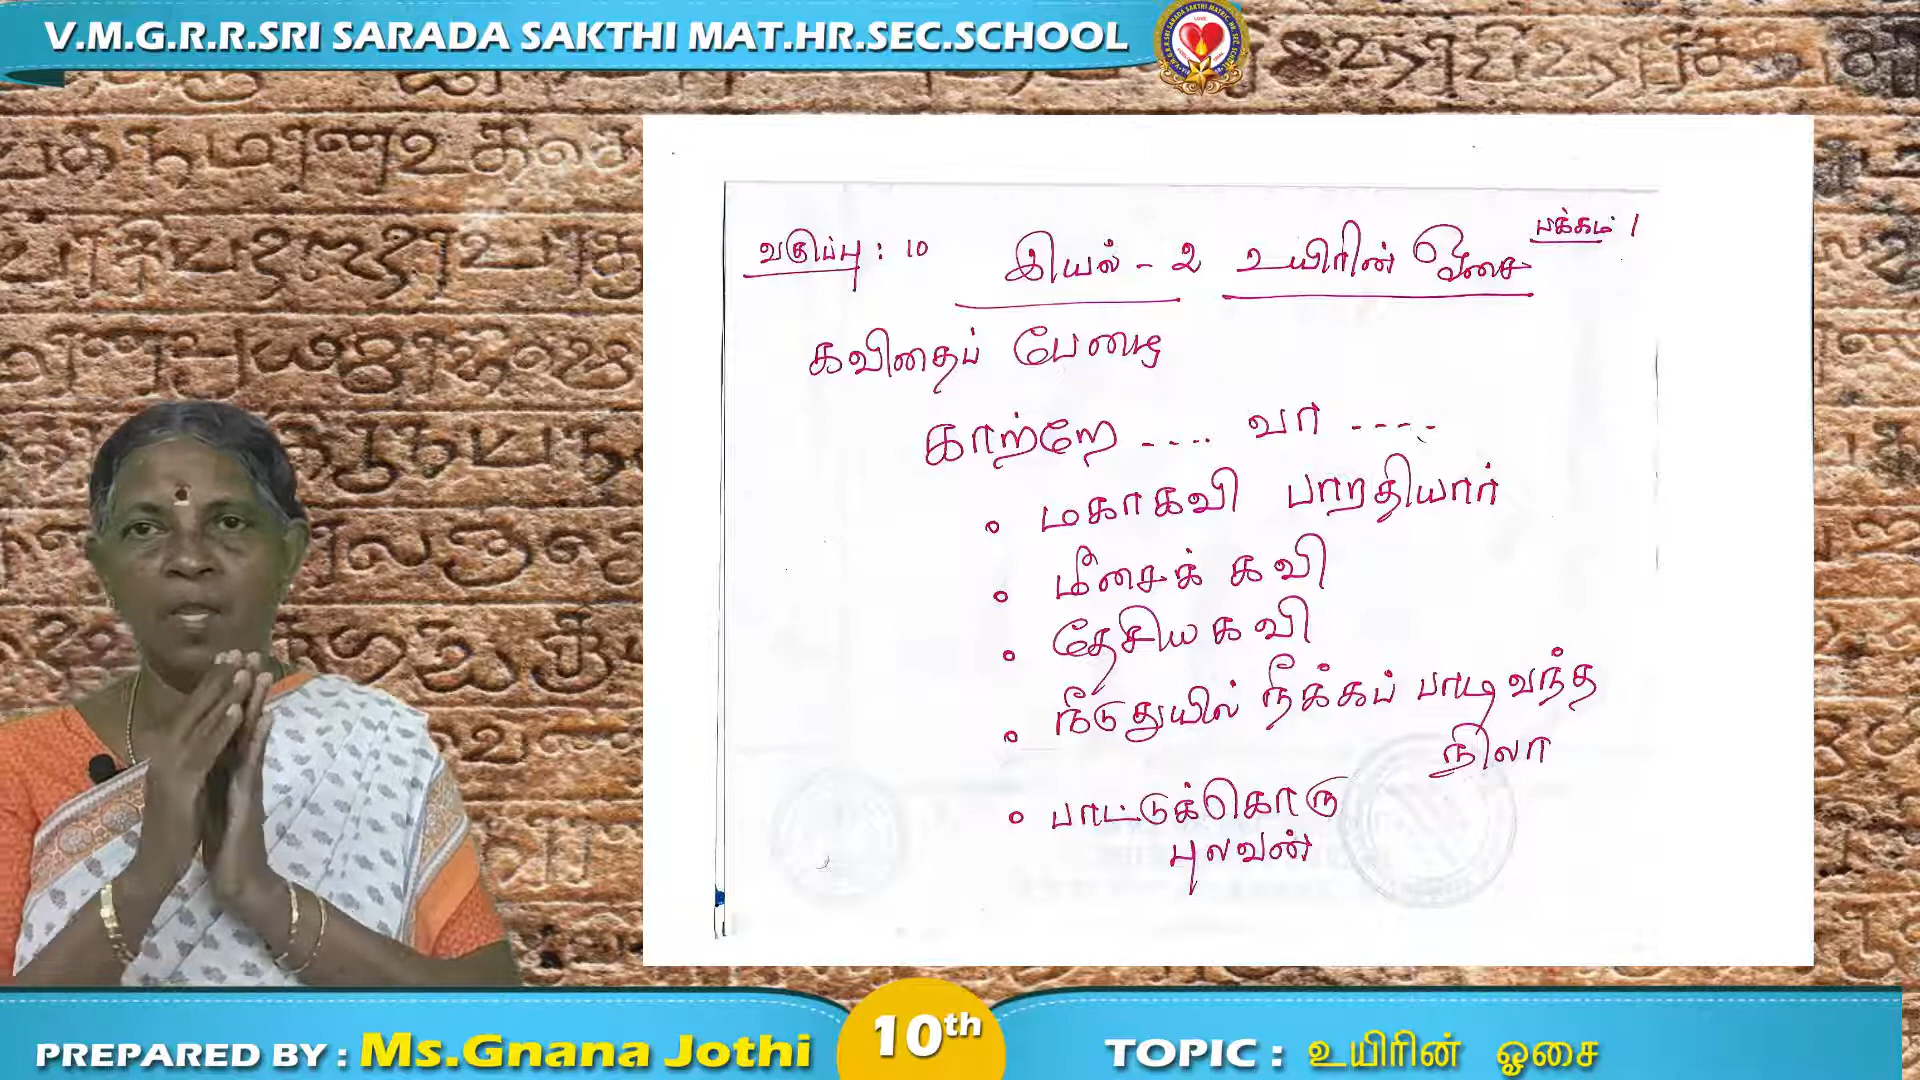 V.M.G.R.R.SRI SARADA SAKTHI MAT.HR.SEC.SCHOOL
பக்கம் 1
வகுப்பு : 10 இயல் - 2 உயிரின் ஓசை
கவிதைப் பேழை
காற்றே .... வா ....
மகாகவி பாரதியார்
மீசைக் கவி
தேசிய கவி
நீடுதுயில் நீக்கப் பாடி வந்த
நிலா
பாட்டுக்கொரு
புலவன்
PREPARED BY : Ms.Gnana Jothi
10th
TOPIC : உயிரின் ஓசை